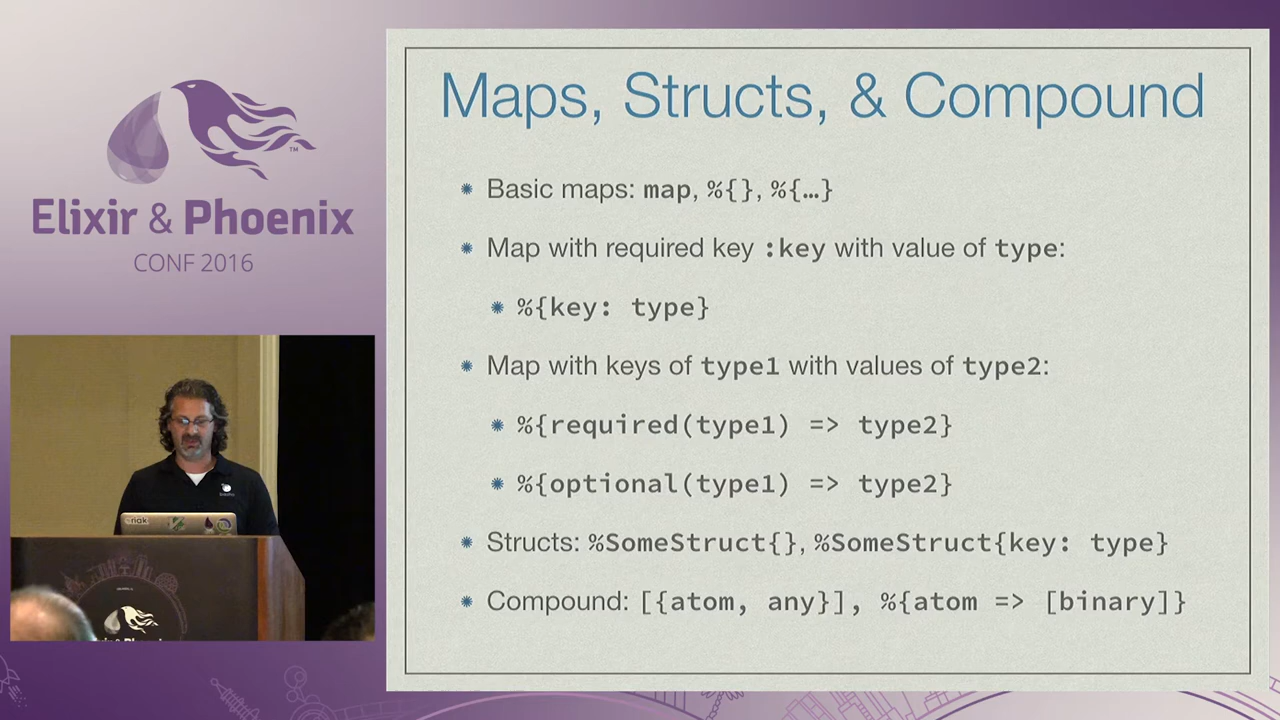 Maps, Structs, & Compound
Basic maps: map, %{}, %{…}
Map with required key :key with value of type:
%{key: type}
Map with keys of type1 with values of type2:
%{required(type1) => type2}
%{optional(type1) => type2}
Structs: %SomeStruct{}, %SomeStruct{key: type}
Compound: [{atom, any}], %{atom => [binary]}
TM
Elixir & Phoenix
CONF 2016
riak